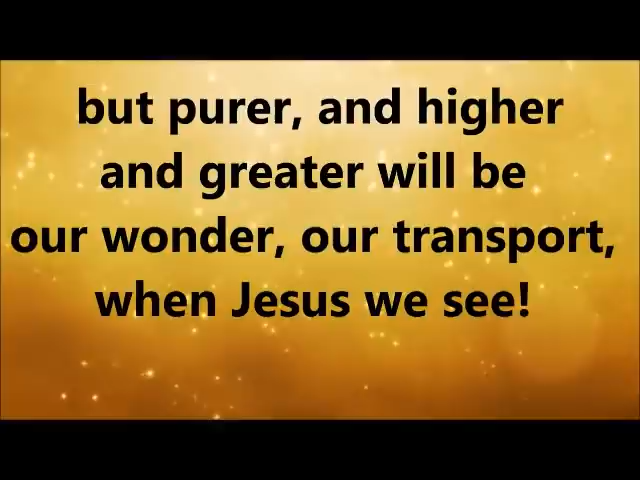 but purer, and higher
and greater will be
our wonder, our transport,
when Jesus we see!